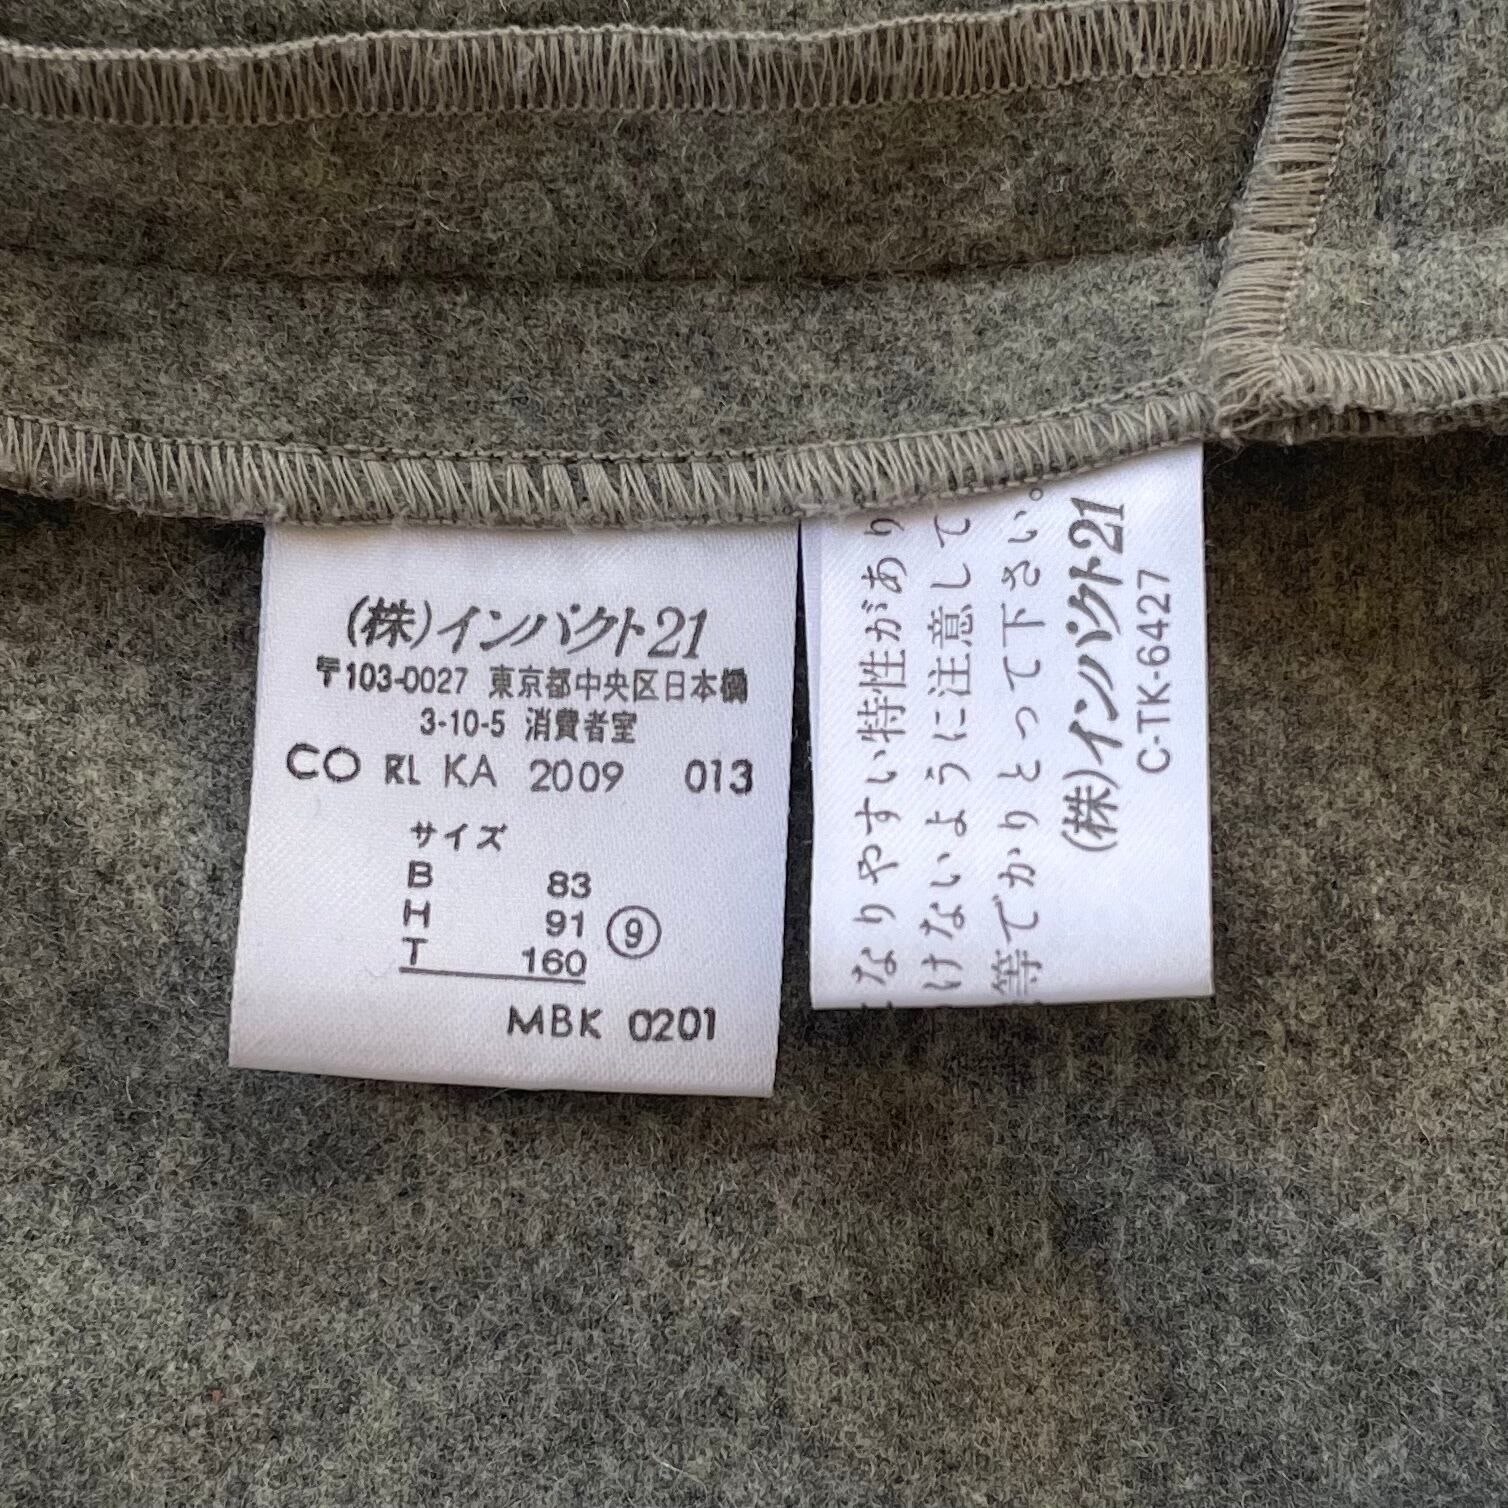 (株)インパクト21
〒103-0027 東京都中央区日本橋
3-10-5 消費者室
CO RL KA 2009 013
サイズ
B 83
H 91 ⑨
T 160
MBK 0201
なりやすい特性があり
けないように注意して
等でかりとって下さい。
(株)インパクト21
C-TK-6427